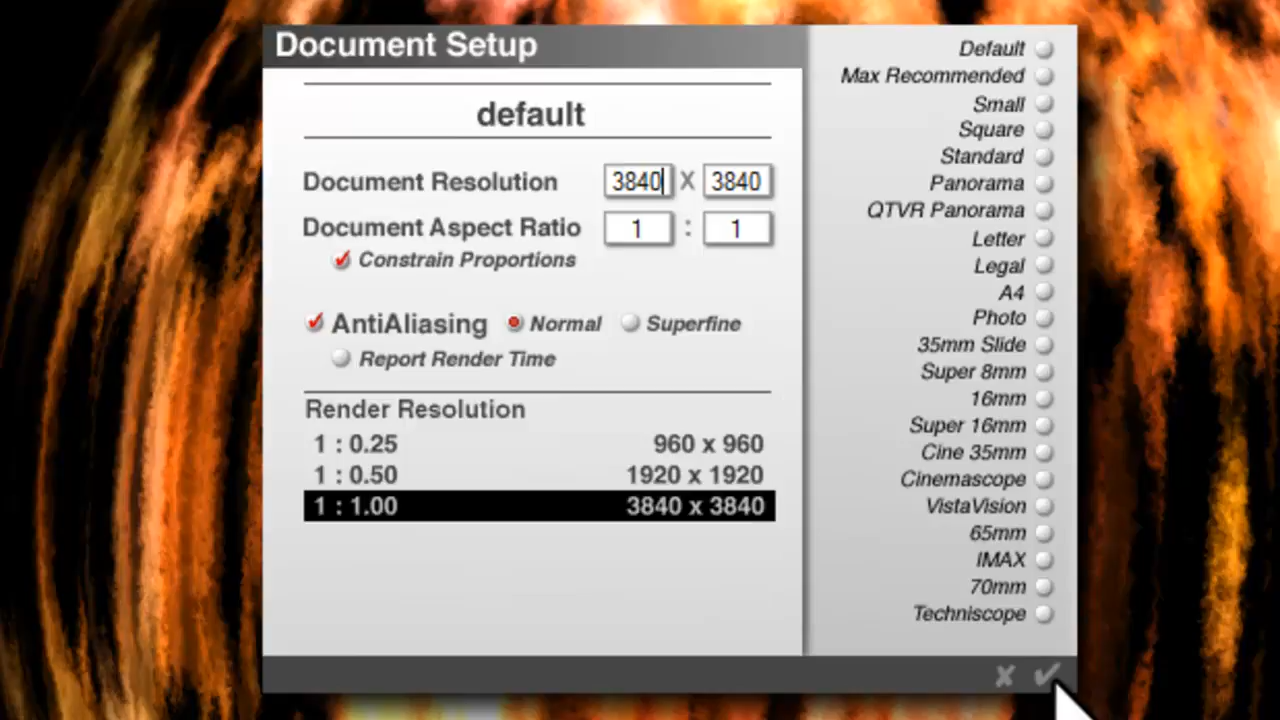 Document Setup
default
Document Resolution 3840 X 3840
Document Aspect Ratio 1 : 1
Constrain Proportions
AntiAliasing Normal Superfine
Report Render Time
Render Resolution
1 : 0.25 960 x 960
1 : 0.50 1920 x 1920
1 : 1.00 3840 x 3840
Default
Max Recommended
Small
Square
Standard
Panorama
QTVR Panorama
Letter
Legal
A4
Photo
35mm Slide
Super 8mm
16mm
Super 16mm
Cine 35mm
Cinemascope
VistaVision
65mm
IMAX
70mm
Techniscope